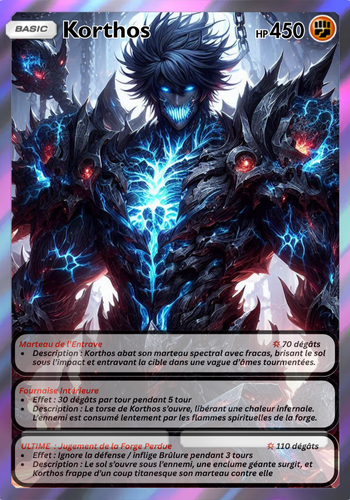 BASIC Korthos HP 450
Marteau de l'Entrave 70 dégâts
• Description : Korthos abat son marteau spectral avec fracas, brisant le sol
sous l'impact et entravant la cible dans une vague d'âmes tourmentées.
Fournaise Intérieure
• Effet : 30 dégâts par tour pendant 5 tour
• Description : Le torse de Korthos s'ouvre, libérant une chaleur infernale.
L'ennemi est consumé lentement par les flammes spirituelles de la forge.
ULTIME : Jugement de la Forge Perdue 110 dégâts
• Effet : Ignore la défense / inflige Brûlure pendant 3 tours
• Description : Le sol s'ouvre sous l'ennemi, une enclume géante surgit, et
Korthos frappe d'un coup titanesque son marteau contre elle